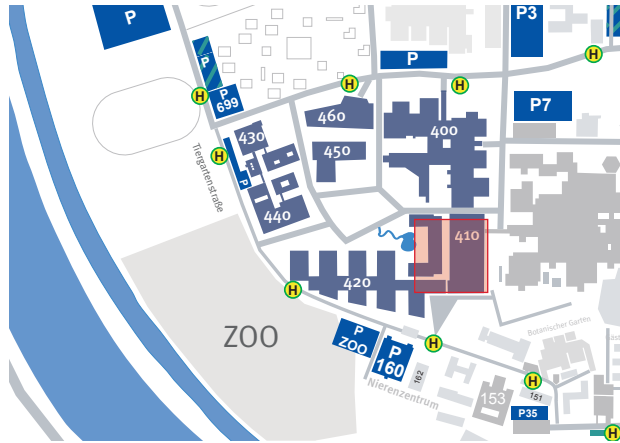 P
P3
H
P
P
H
H
P
699
H
P7
460
400
430
H
450
P
Tiergartenstraße
440
410
420
H
ZOO
Botanischer Garten
H
P
ZOO
P
160
162
H
Nierenzentrum
153
151
P35
H